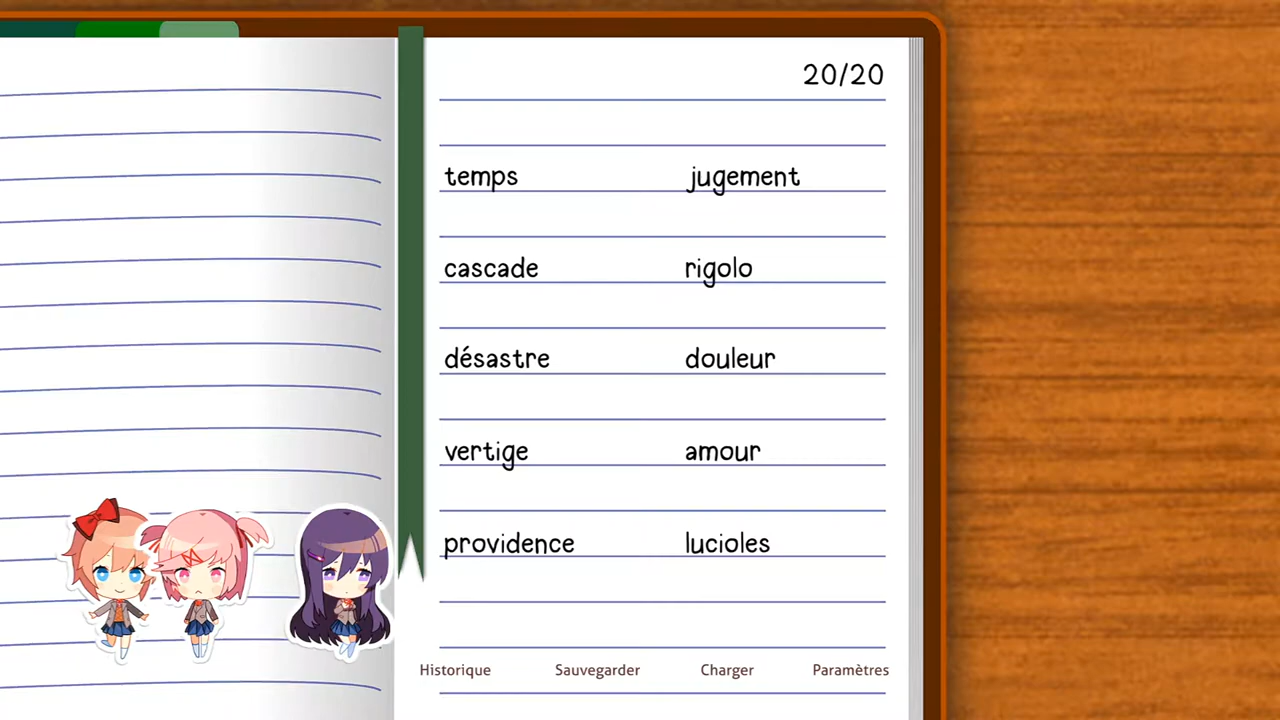 20/20
temps jugement
cascade rigolo
désastre douleur
vertige amour
providence lucioles
Historique Sauvegarder Charger Paramètres